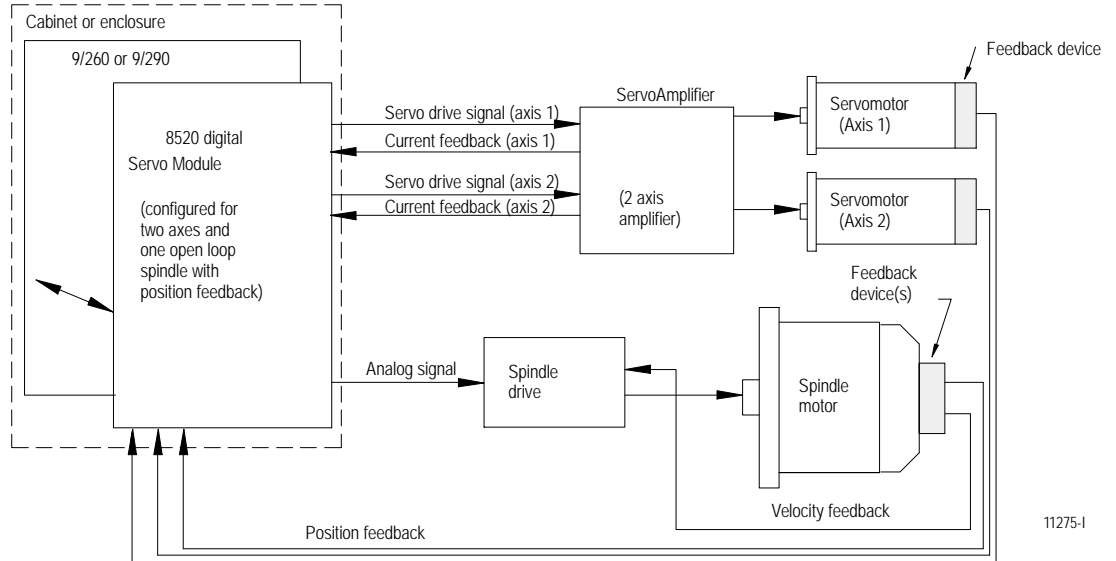 Cabinet or enclosure
9/260 or 9/290
8520 digital
Servo Module
(configured for
two axes and
one open loop
spindle with
position feedback)
Servo drive signal (axis 1)
Current feedback (axis 1)
Servo drive signal (axis 2)
Current feedback (axis 2)
ServoAmplifier
(2 axis
amplifier)
Feedback device
Servomotor
(Axis 1)
Servomotor
(Axis 2)
Feedback
device(s)
Analog signal
Spindle
drive
Spindle
motor
Velocity feedback
Position feedback
11275-I